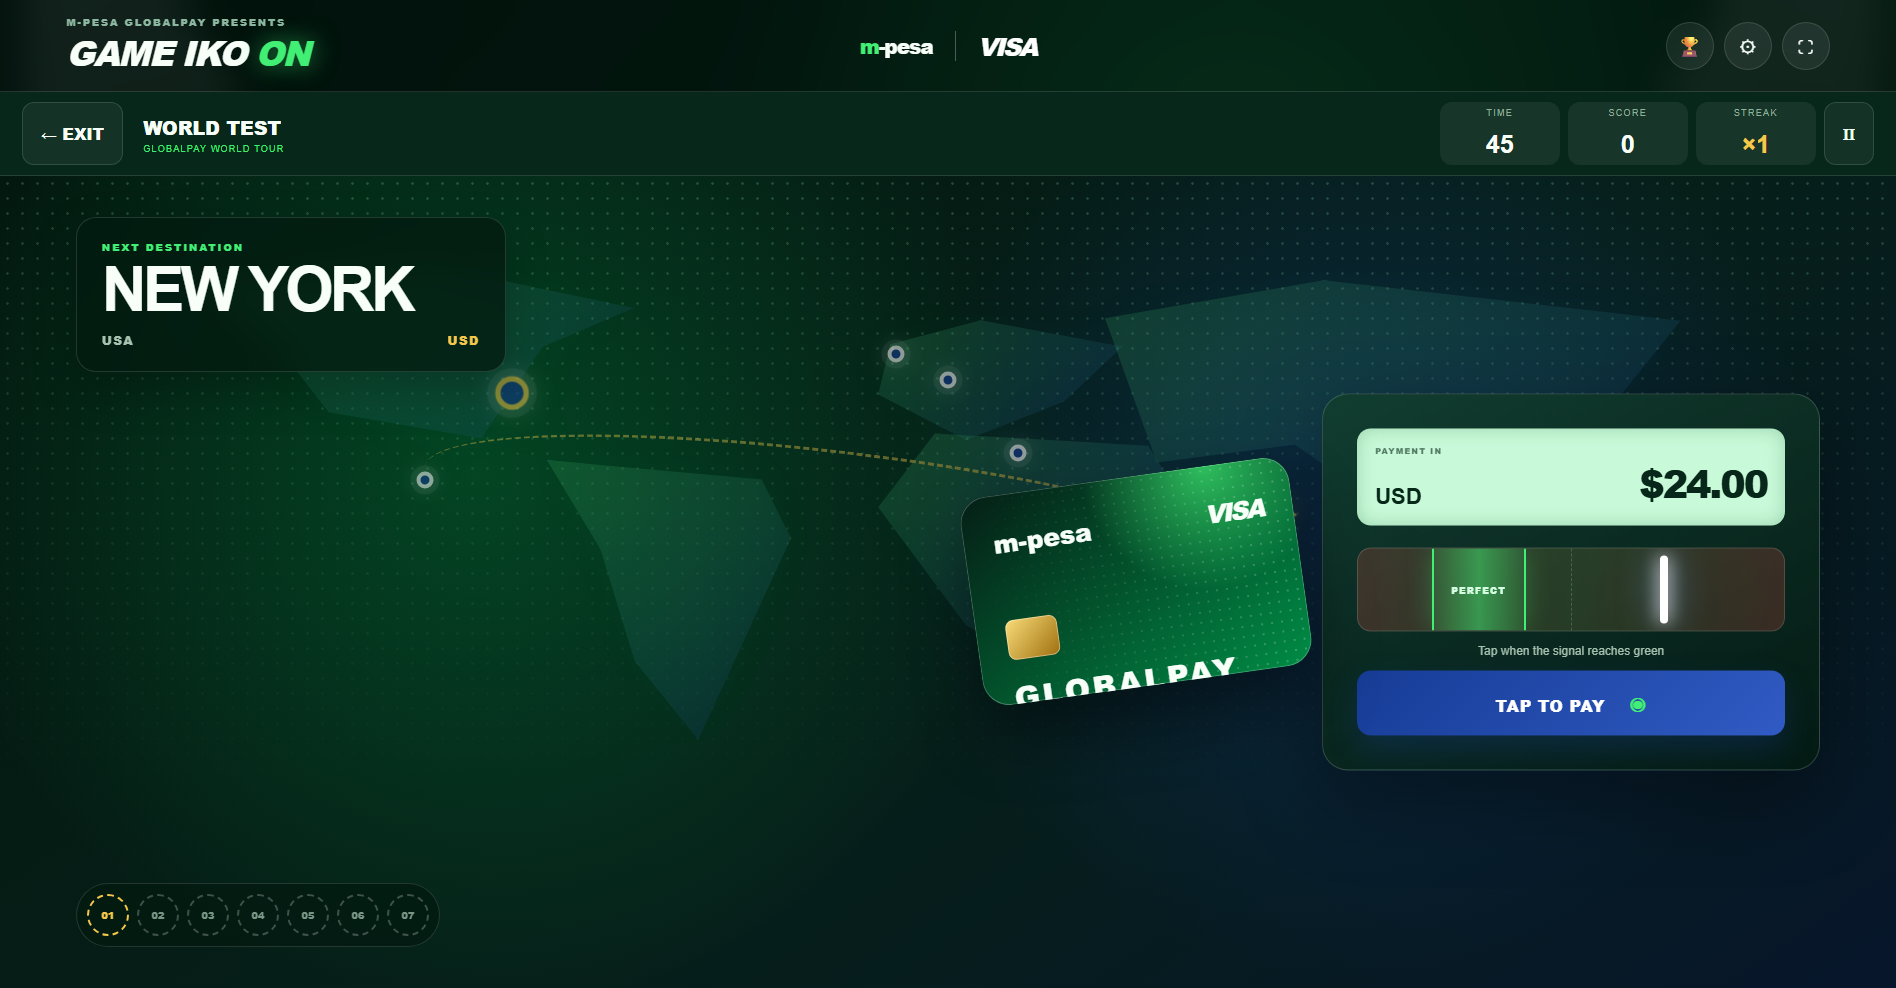 M-PESA GLOBALPAY PRESENTS
GAME IKO ON
m-pesa
VISA
← EXIT
WORLD TEST
GLOBALPAY WORLD TOUR
TIME
45
SCORE
0
STREAK
×1
II
NEXT DESTINATION
NEW YORK
USA
USD
m-pesa
VISA
GLOBALPAY
PAYMENT IN
USD
$24.00
PERFECT
Tap when the signal reaches green
TAP TO PAY
01
02
03
04
05
06
07